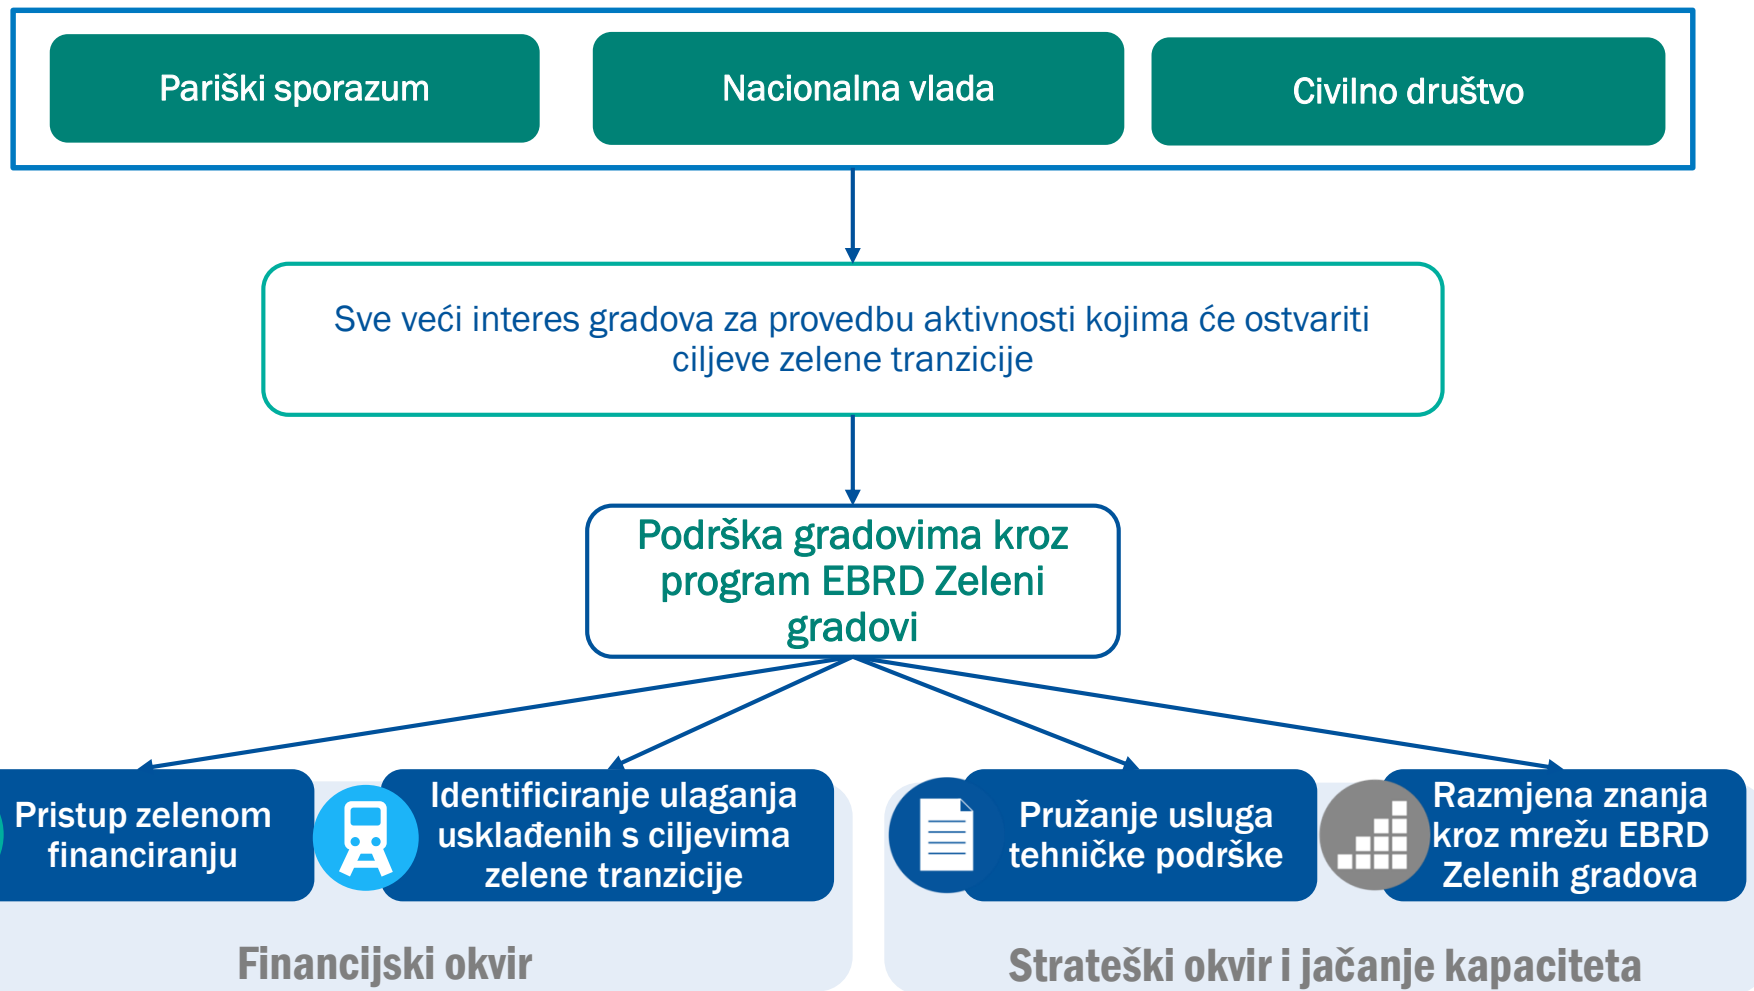 Pariški sporazum
Nacionalna vlada
Civilno društvo
Sve veći interes gradova za provedbu aktivnosti kojima će ostvariti
ciljeve zelene tranzicije
Podrška gradovima kroz
program EBRD Zeleni
gradovi
Pristup zelenom
financiranju
Identificiranje ulaganja
usklađenih s ciljevima
zelene tranzicije
Pružanje usluga
tehničke podrške
Razmjena znanja
kroz mrežu EBRD
Zelenih gradova
Financijski okvir
Strateški okvir i jačanje kapaciteta